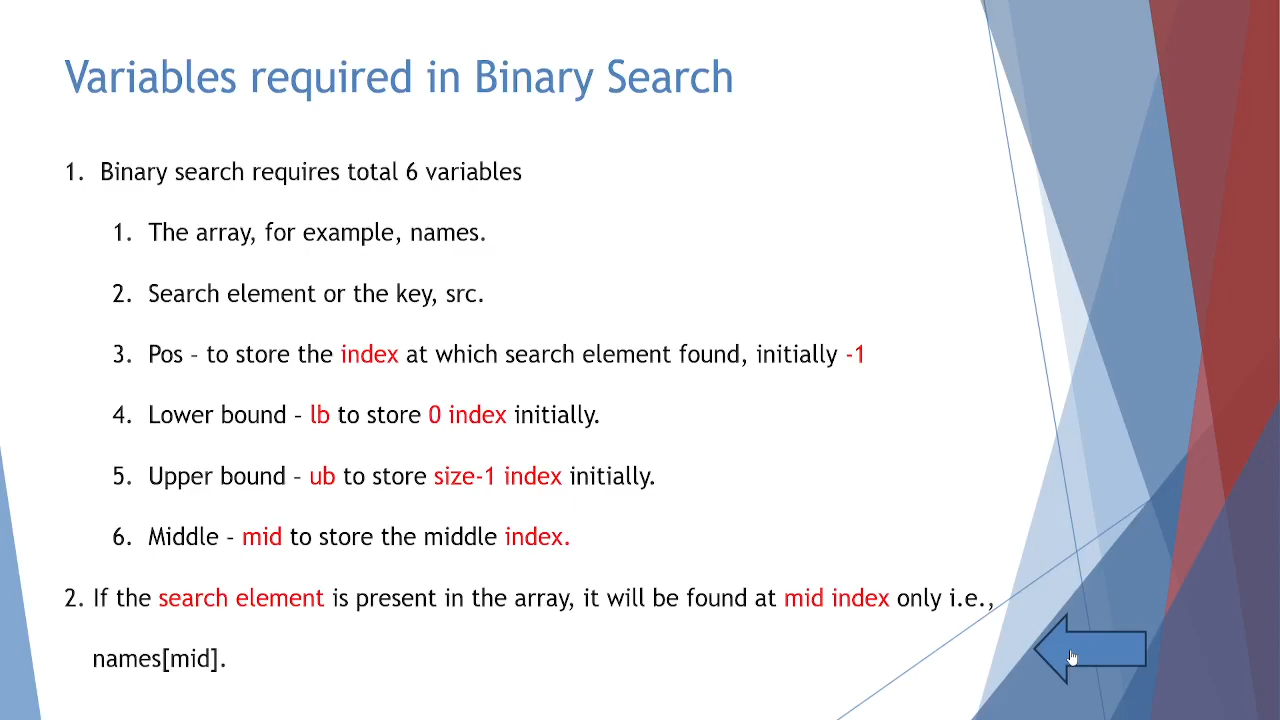 Variables required in Binary Search
1. Binary search requires total 6 variables
1. The array, for example, names.
2. Search element or the key, src.
3. Pos – to store the index at which search element found, initially -1
4. Lower bound – lb to store 0 index initially.
5. Upper bound – ub to store size-1 index initially.
6. Middle – mid to store the middle index.
2. If the search element is present in the array, it will be found at mid index only i.e.,
names[mid].